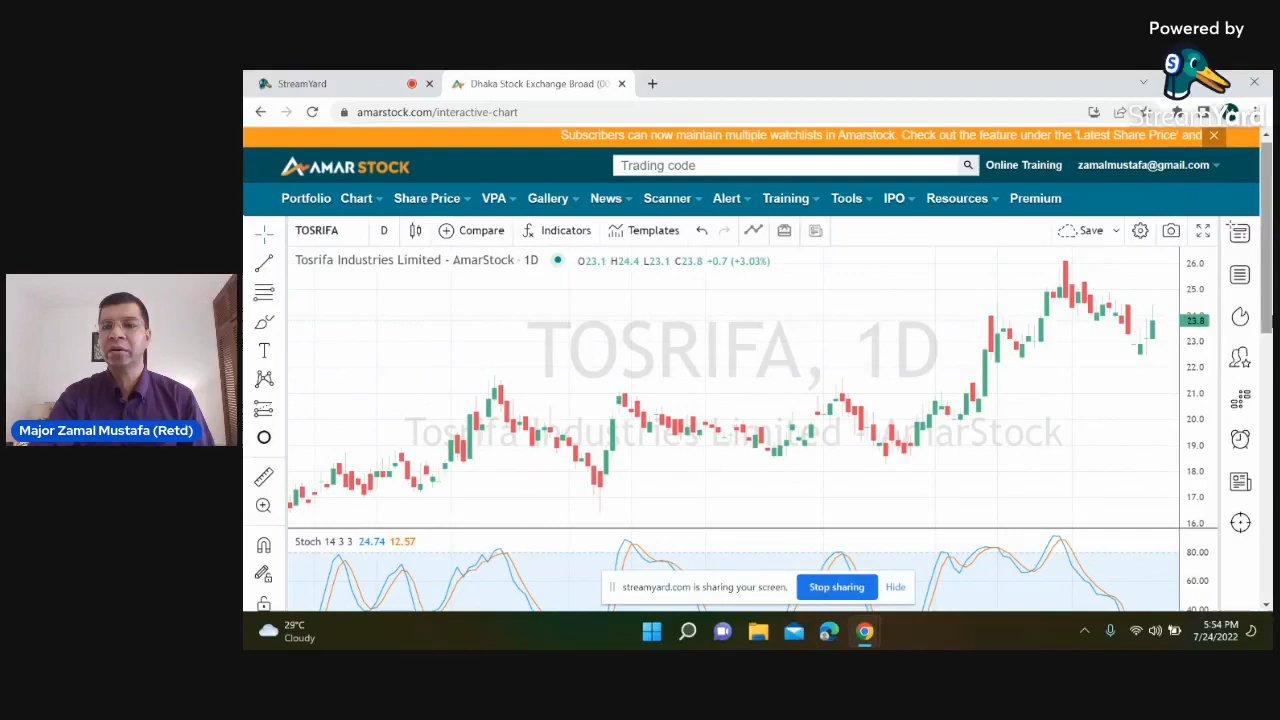 Powered by
StreamYard
StreamYard
Dhaka Stock Exchange Broad (00
amarstock.com/interactive-chart
Subscribers can now maintain multiple watchlists in Amarstock. Check out the feature under the 'Latest Share Price' and
AMAR STOCK
Trading code
Online Training
zamalmustafa@gmail.com
Portfolio Chart Share Price VPA Gallery News Scanner Alert Training Tools IPO Resources Premium
TOSRIFA D Compare Indicators Templates Save
Tosrifa Industries Limited - AmarStock · 1D O23.1 H24.4 L23.1 C23.8 +0.7 (+3.03%)
TOSRIFA, 1D
Tosrifa Industries Limited - AmarStock
26.0
25.0
23.8
23.0
22.0
21.0
20.0
19.0
18.0
17.0
16.0
Stoch 14 3 3 24.74 12.57
80.00
60.00
40.00
streamyard.com is sharing your screen. Stop sharing Hide
Major Zamal Mustafa (Retd)
29°C
Cloudy
5:54 PM
7/24/2022